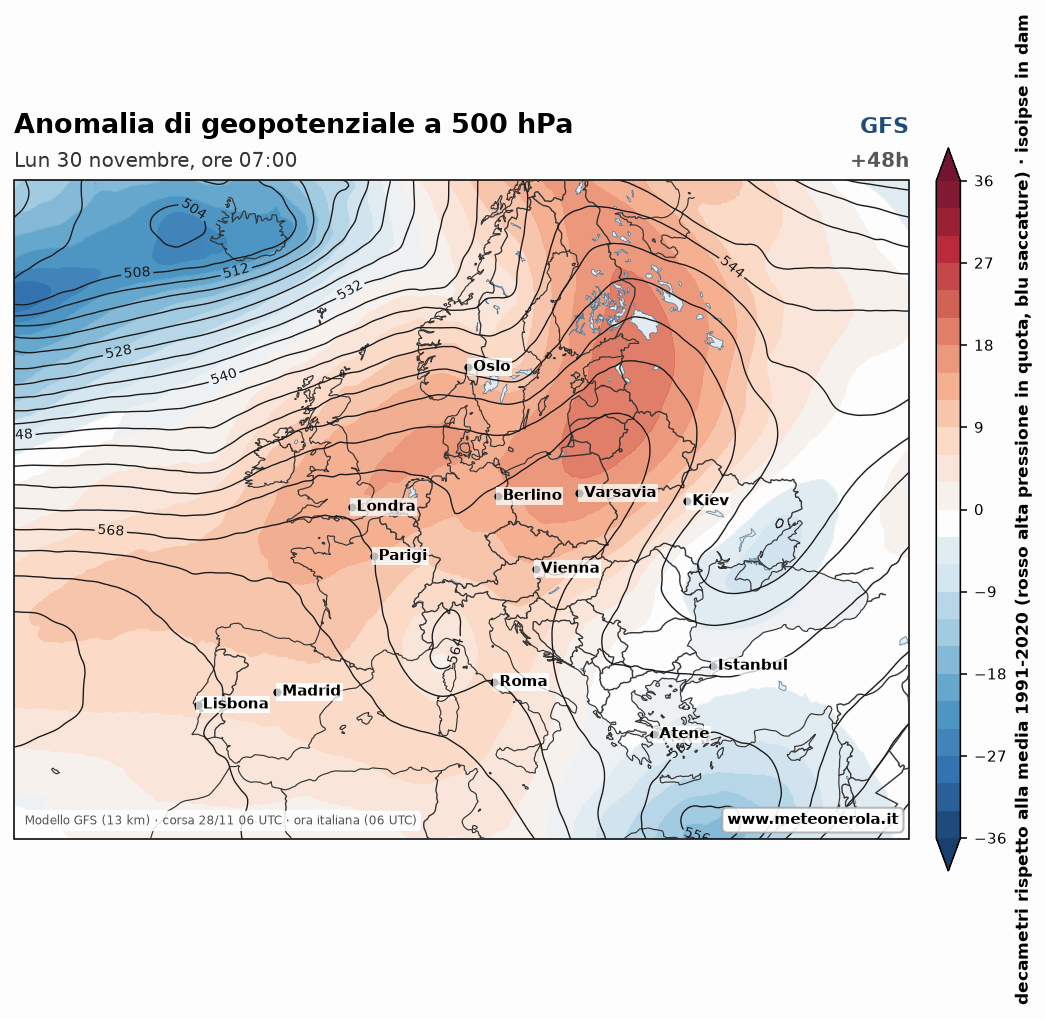 Anomalia di geopotenziale a 500 hPa
GFS
Lun 30 novembre, ore 07:00
+48h
504
508
512
532
544
528
540
48
Oslo
Londra
Berlino
Varsavia
Kiev
568
Parigi
Vienna
564
Istanbul
Roma
Madrid
Lisbona
Atene
556
Modello GFS (13 km) · corsa 28/11 06 UTC · ora italiana (06 UTC)
www.meteonerola.it
36
27
18
9
0
−9
−18
−27
−36
decametri rispetto alla media 1991-2020 (rosso alta pressione in quota, blu saccature) · isoipse in dam